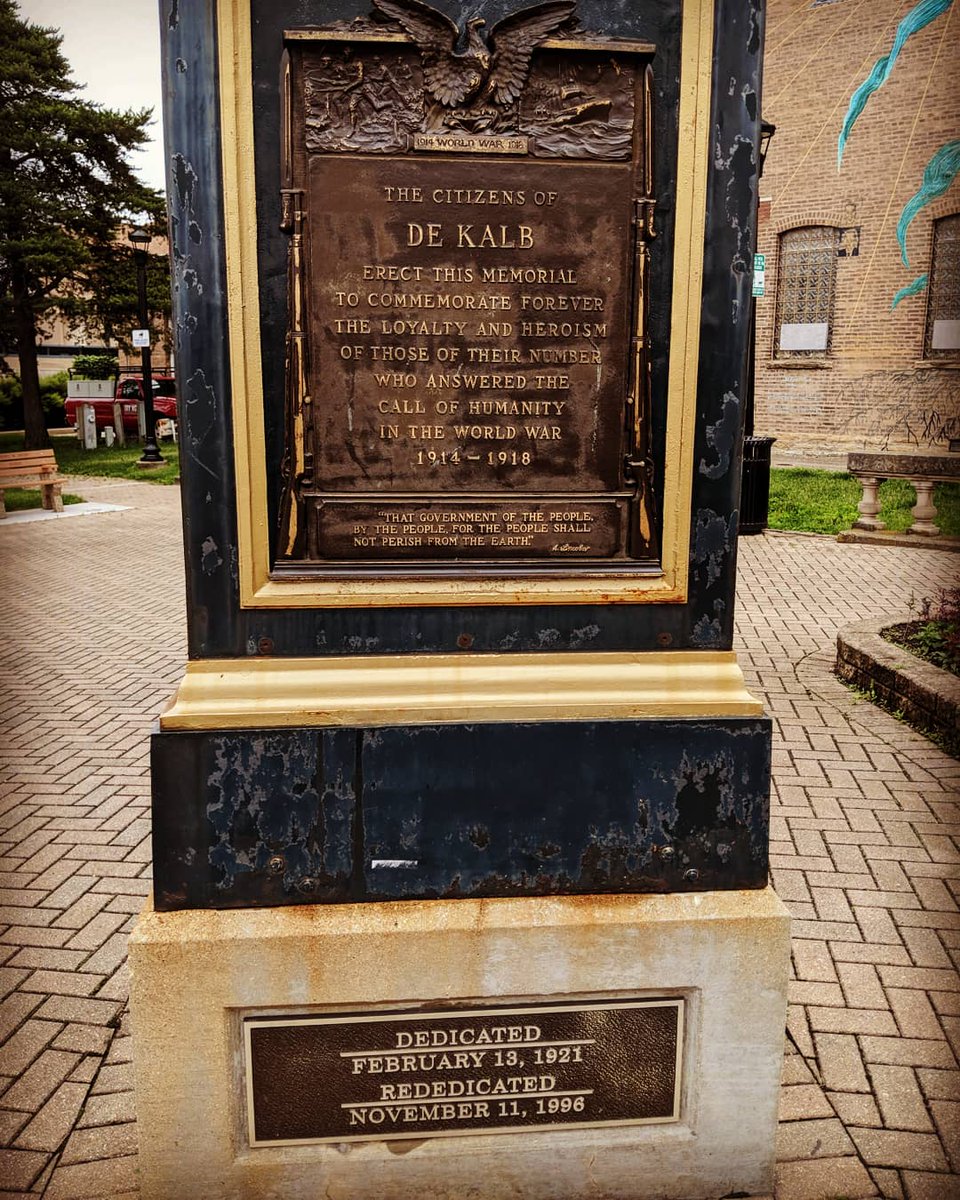 1914 WORLD WAR 1918
THE CITIZENS OF
DE KALB
ERECT THIS MEMORIAL
TO COMMEMORATE FOREVER
THE LOYALTY AND HEROISM
OF THOSE OF THEIR NUMBER
WHO ANSWERED THE
CALL OF HUMANITY
IN THE WORLD WAR
1914 – 1918
"THAT GOVERNMENT OF THE PEOPLE,
BY THE PEOPLE, FOR THE PEOPLE SHALL
NOT PERISH FROM THE EARTH."
A. Lincoln
DEDICATED
FEBRUARY 13, 1921
REDEDICATED
NOVEMBER 11, 1996